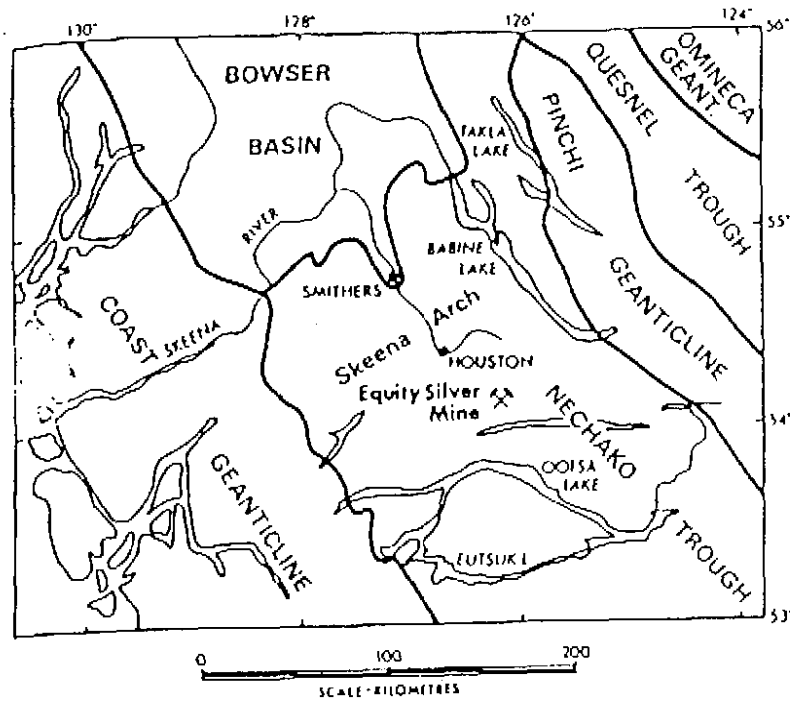 130° 128° 126° 124°
56°
BOWSER
BASIN
OMINECA
GEANT.
QUESNEL
TROUGH
PINCHI
GEANTICLINE
TAKLA
LAKE
55°
RIVER
BABINE
LAKE
SMITHERS
COAST
SKEENA
Skeena Arch
HOUSTON
Equity Silver
Mine
NECHAKO
TROUGH
54°
OOTSA
LAKE
GEANTICLINE
EUTSUK L
53°
0 100 200
SCALE-KILOMETRES